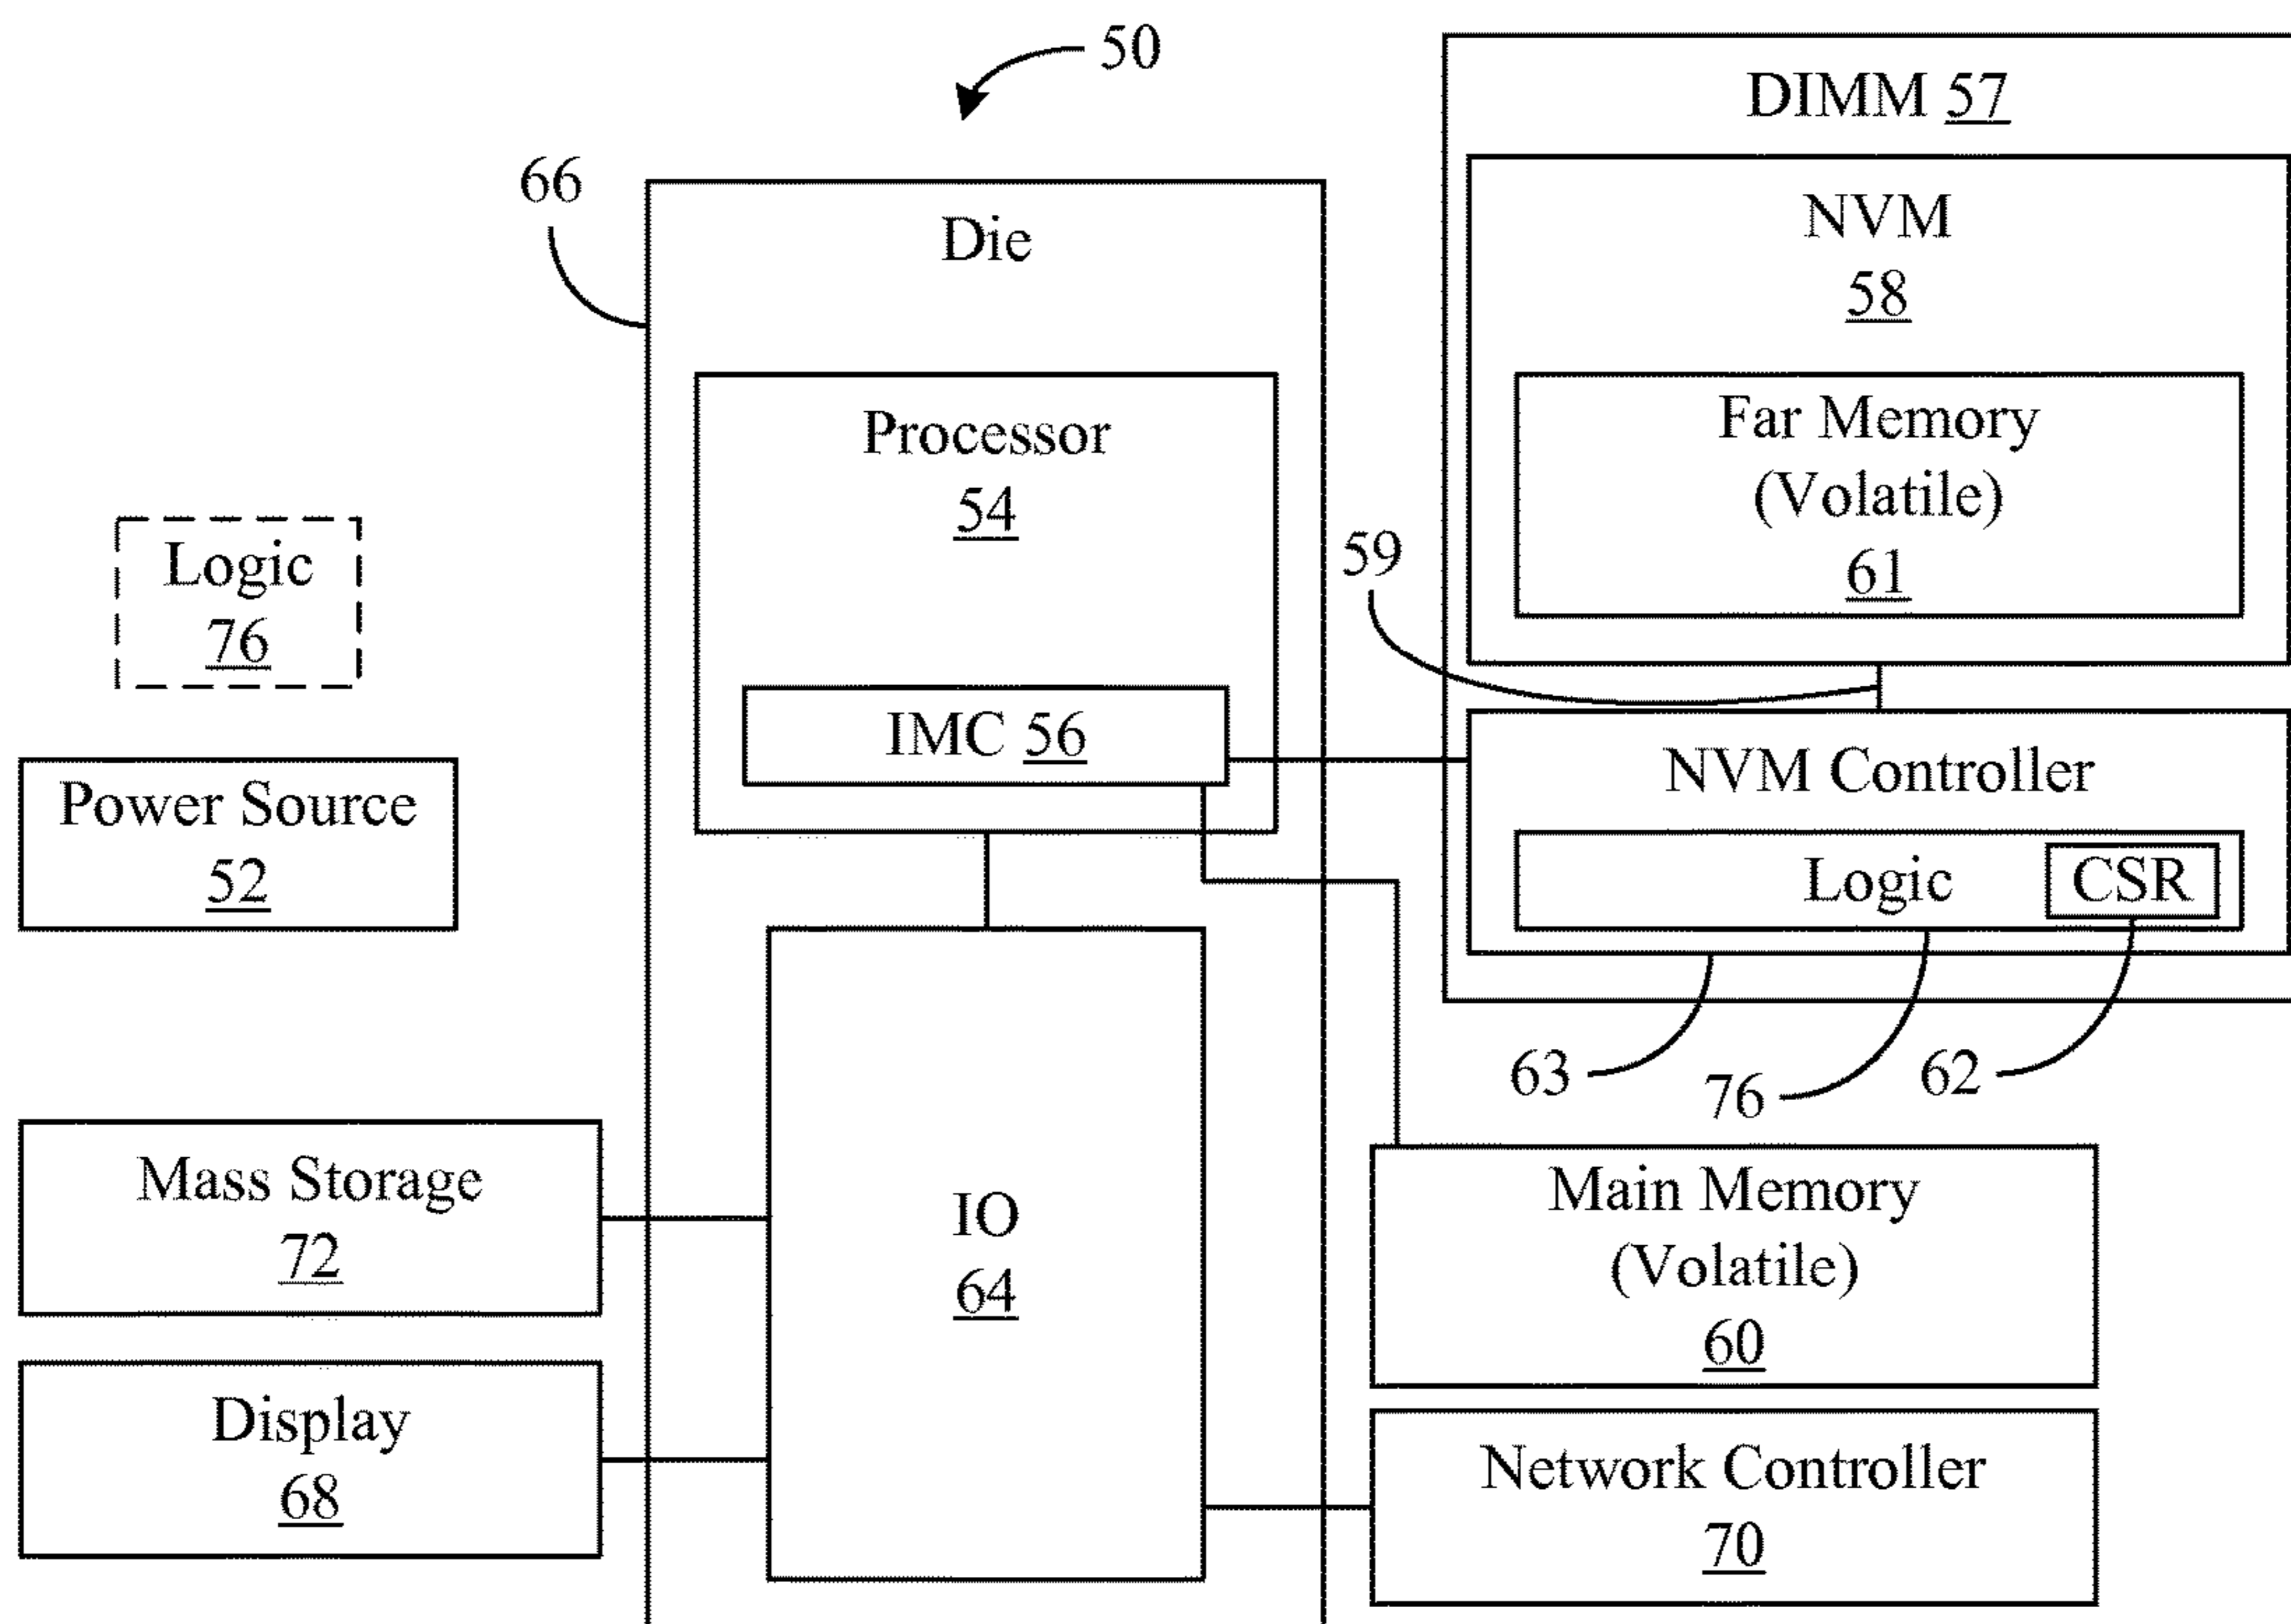 50
DIMM 57
66
Die
NVM
58
Processor
54
Far Memory
(Volatile)
61
59
Logic
76
IMC 56
NVM Controller
Power Source
52
Logic
CSR
63
76
62
Mass Storage
72
IO
64
Main Memory
(Volatile)
60
Display
68
Network Controller
70